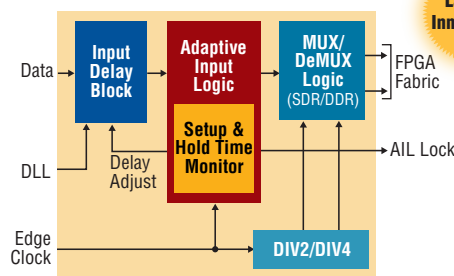 Data
DLL
Edge
Clock
Input
Delay
Block
Delay
Adjust
Adaptive
Input
Logic
Setup &
Hold Time
Monitor
MUX/
DeMUX
Logic
(SDR/DDR)
DIV2/DIV4
FPGA
Fabric
AIL Lock